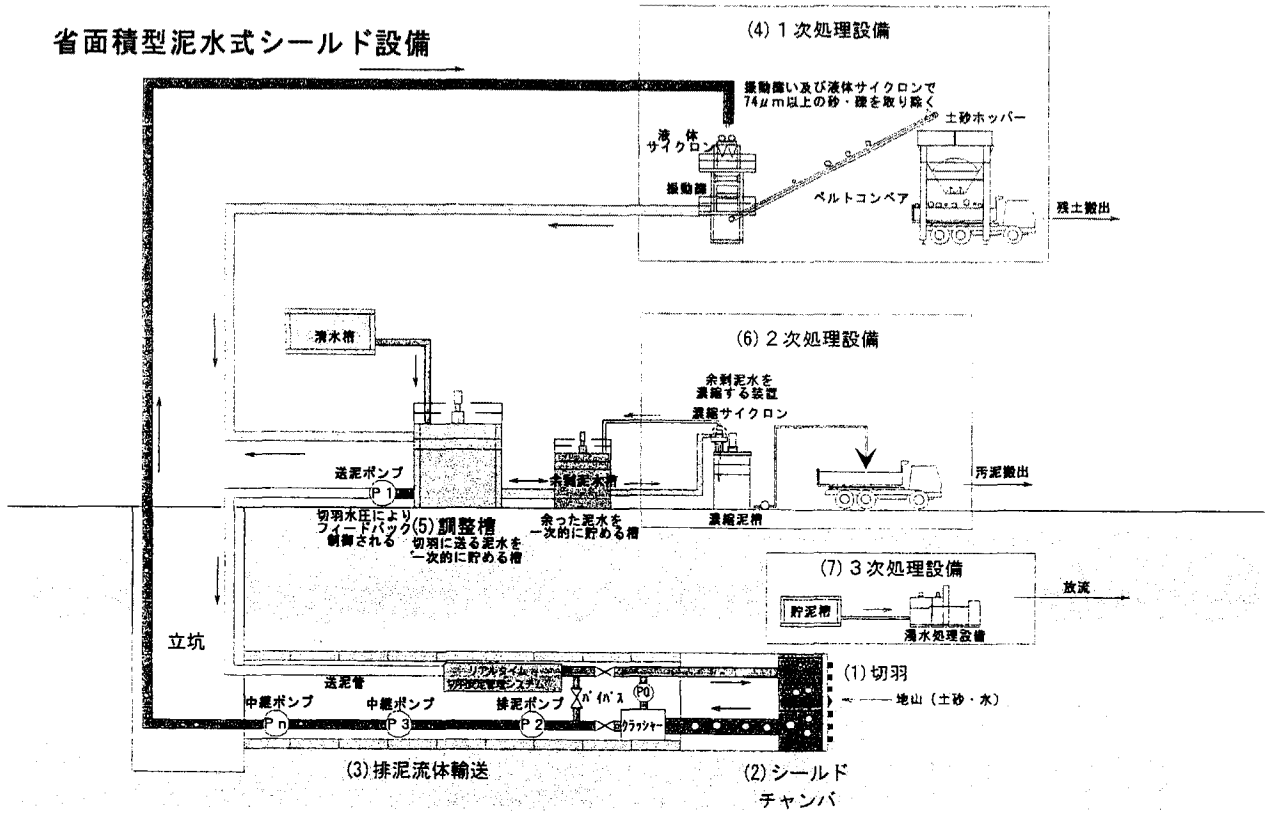 省面積型泥水式シールド設備
(4) 1次処理設備
振動篩い及び液体サイクロンで
74μm以上の砂・礫を取り除く
土砂ホッパー
液 体
サイクロン
振動篩
ベルトコンベア
残土搬出
清水槽
(6) 2次処理設備
余剰泥水を
濃縮する装置
濃縮サイクロン
送泥ポンプ
P1
余剰泥水槽
汚泥搬出
切羽水圧により
フィードバック
制御される
(5)調整槽
切羽に送る泥水を
一次的に貯める槽
余った泥水を
一次的に貯める槽
濃縮泥槽
(7) 3次処理設備
貯泥槽
濁水処理設備
放流
立坑
送泥管
リアルタイム
(1)切羽
地山（土砂・水）
中継ポンプ
Pn
中継ポンプ
P3
排泥ポンプ
P2
バイパス
P0
クラッシャー
(3)排泥流体輸送
(2)シールド
チャンバ